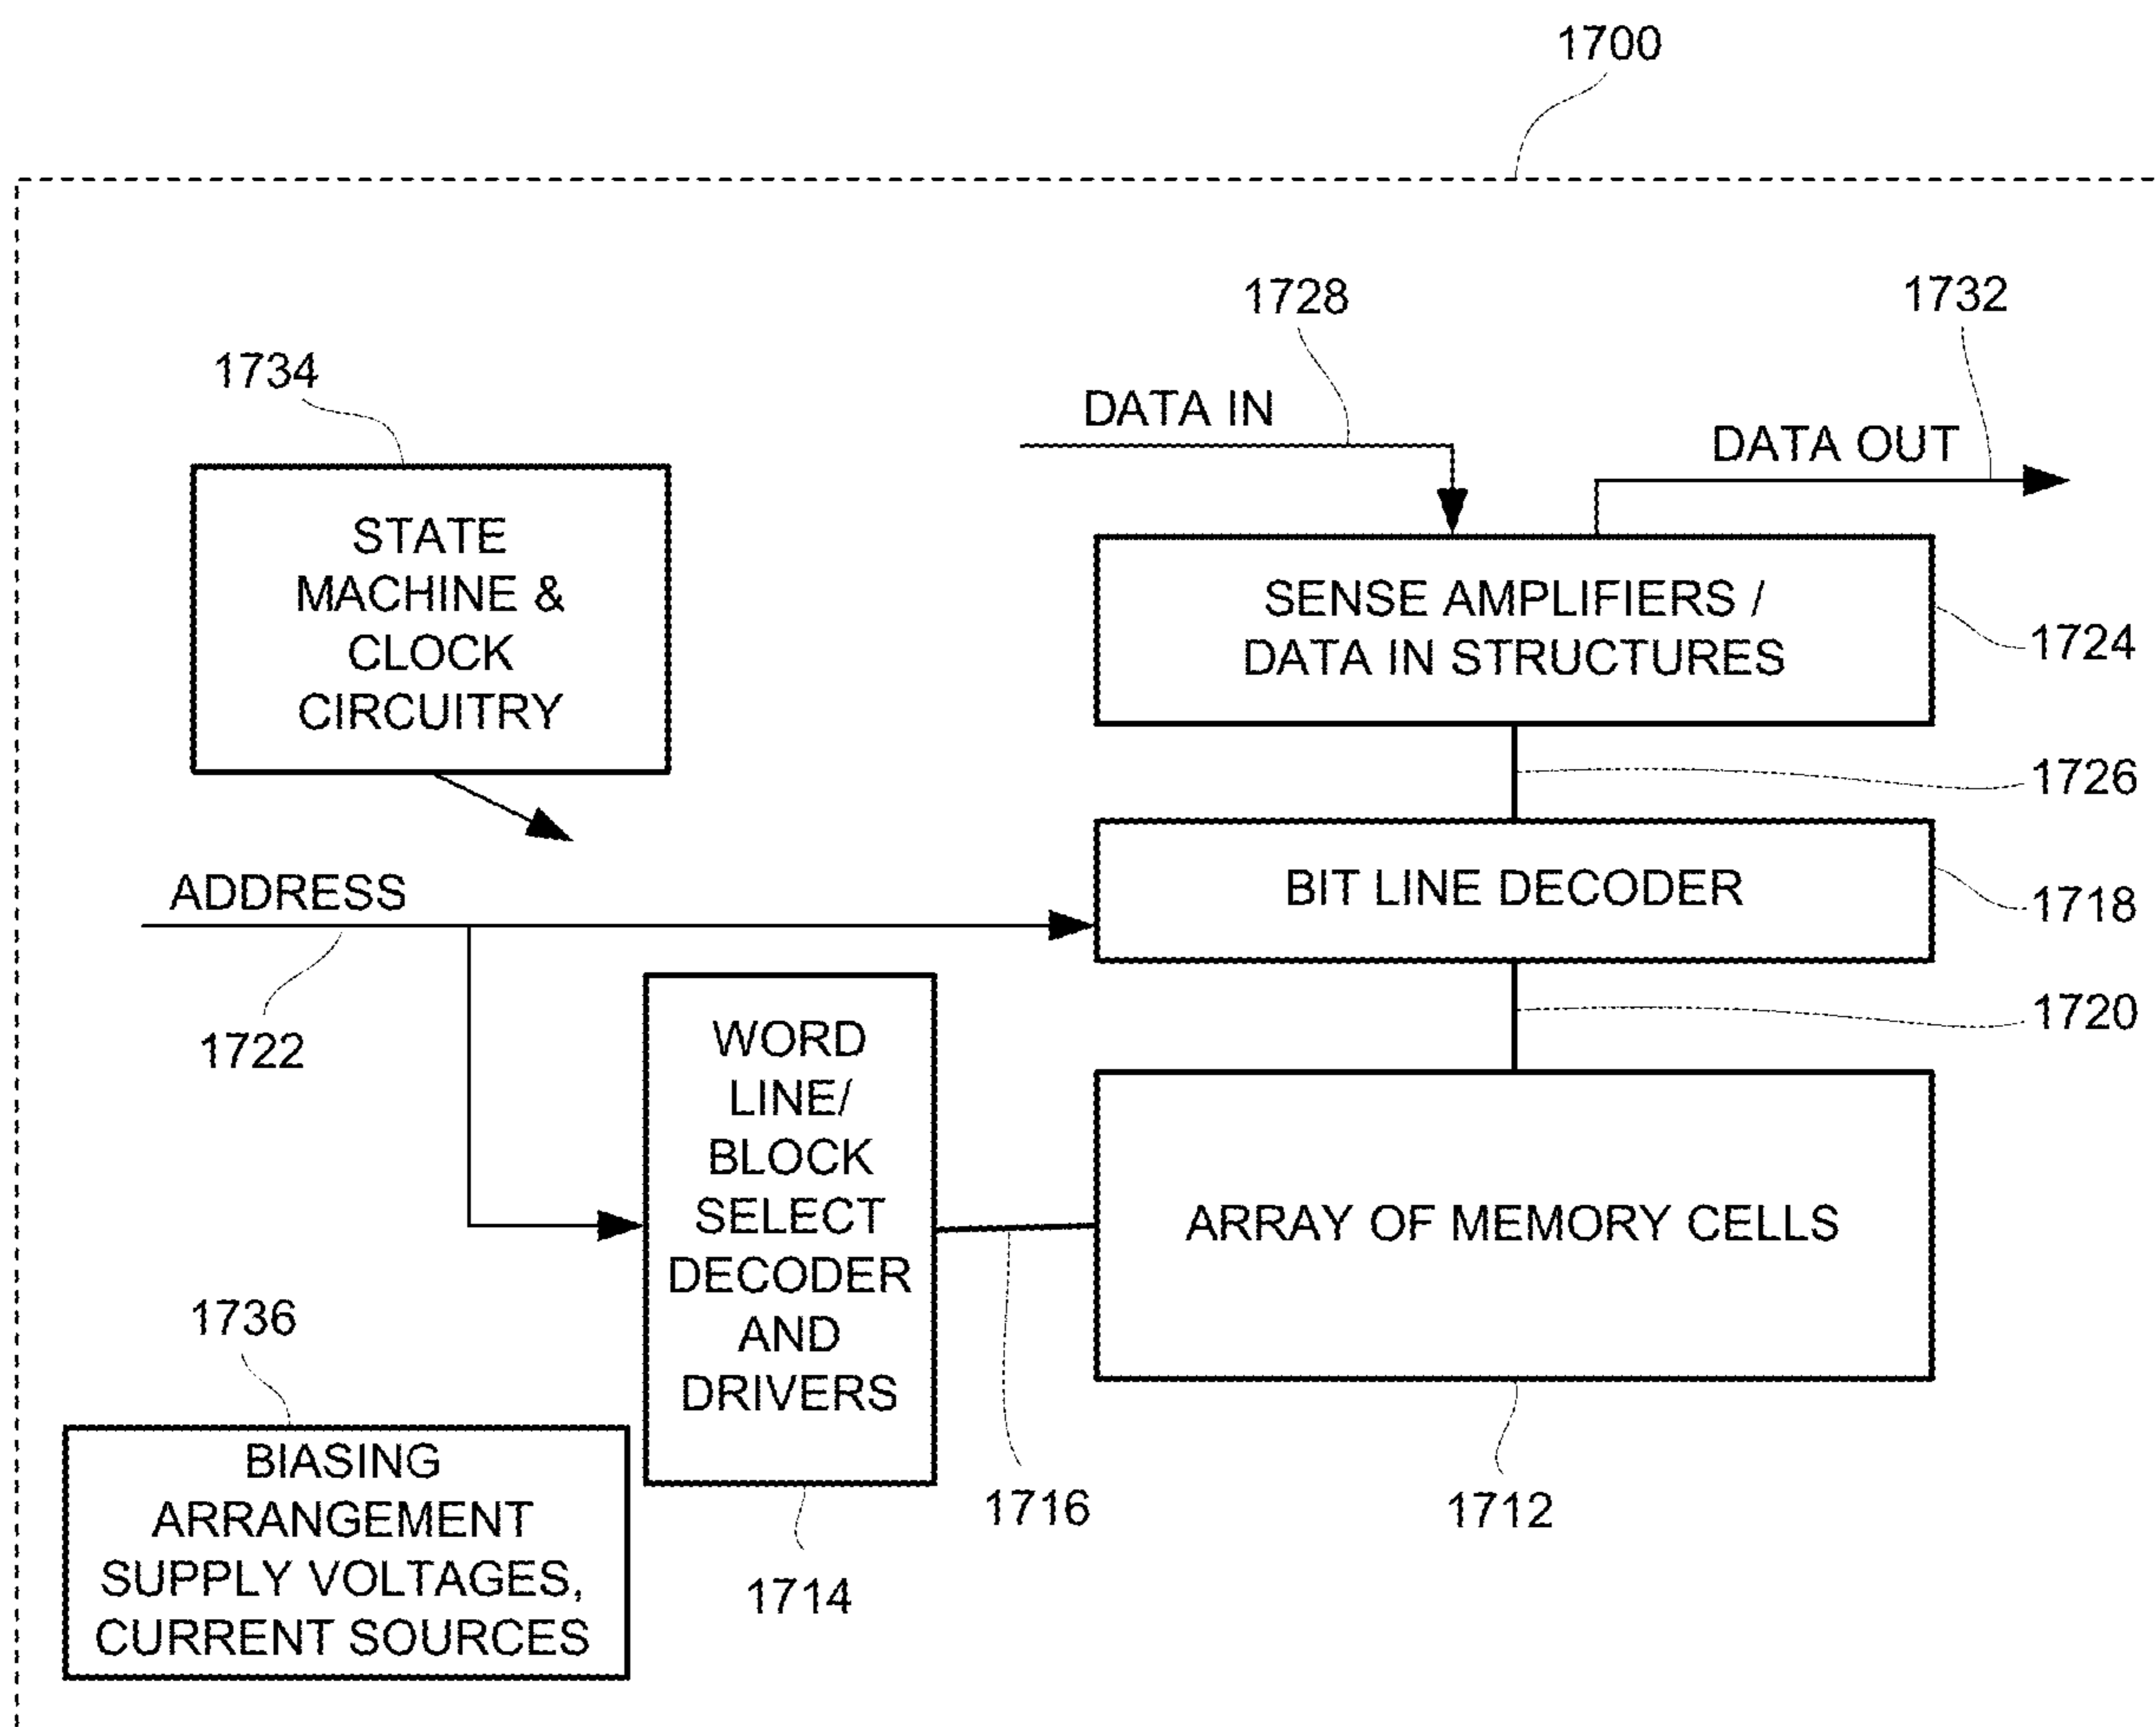 1700
1728
1732
1734
DATA IN
DATA OUT
STATE
MACHINE &
CLOCK
CIRCUITRY
SENSE AMPLIFIERS /
DATA IN STRUCTURES
1724
1726
ADDRESS
BIT LINE DECODER
1718
1722
1720
WORD
LINE/
BLOCK
SELECT
DECODER
AND
DRIVERS
ARRAY OF MEMORY CELLS
1736
BIASING
ARRANGEMENT
SUPPLY VOLTAGES,
CURRENT SOURCES
1716
1712
1714